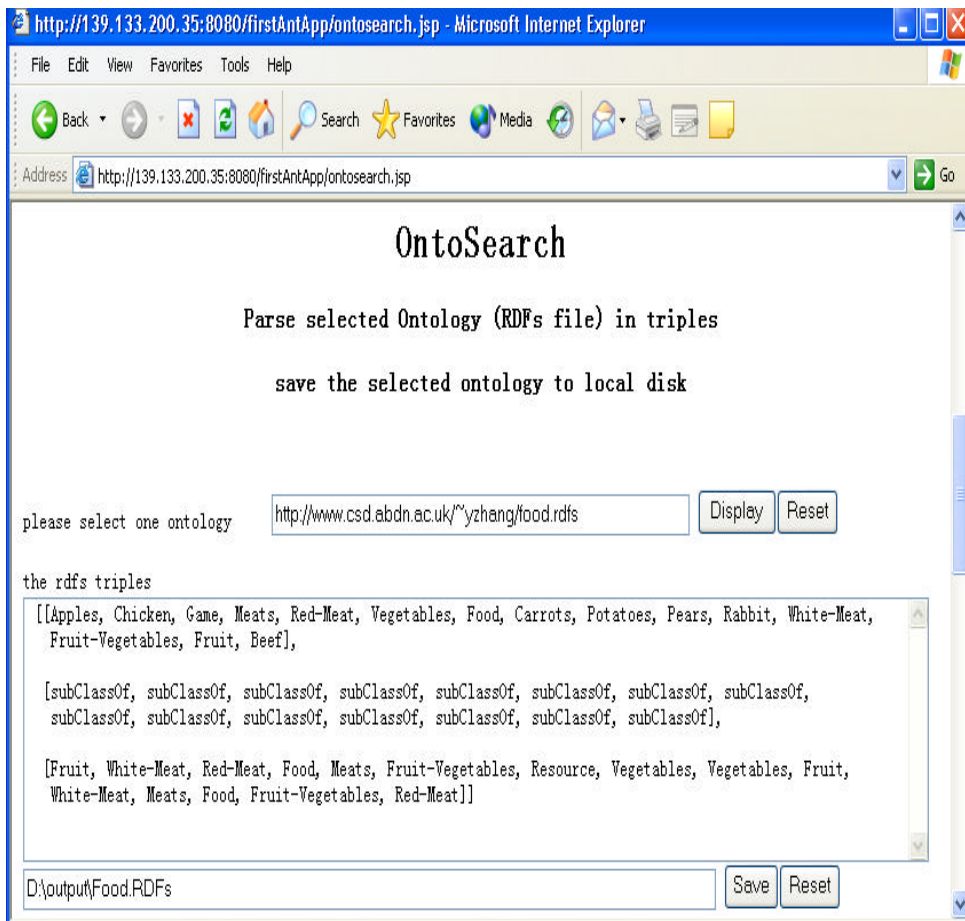 http://139.133.200.35:8080/firstAntApp/ontosearch.jsp - Microsoft Internet Explorer
File Edit View Favorites Tools Help
Back Search Favorites Media
Address http://139.133.200.35:8080/firstAntApp/ontosearch.jsp Go
OntoSearch
Parse selected Ontology (RDFs file) in triples
save the selected ontology to local disk
please select one ontology http://www.csd.abdn.ac.uk/~yzhang/food.rdfs Display Reset
the rdfs triples
[[Apples, Chicken, Game, Meats, Red-Meat, Vegetables, Food, Carrots, Potatoes, Pears, Rabbit, White-Meat,
Fruit-Vegetables, Fruit, Beef],
[subClassOf, subClassOf, subClassOf, subClassOf, subClassOf, subClassOf, subClassOf, subClassOf,
subClassOf, subClassOf, subClassOf, subClassOf, subClassOf, subClassOf, subClassOf],
[Fruit, White-Meat, Red-Meat, Food, Meats, Fruit-Vegetables, Resource, Vegetables, Vegetables, Fruit,
White-Meat, Meats, Food, Fruit-Vegetables, Red-Meat]]
D:\output\Food.RDFs Save Reset